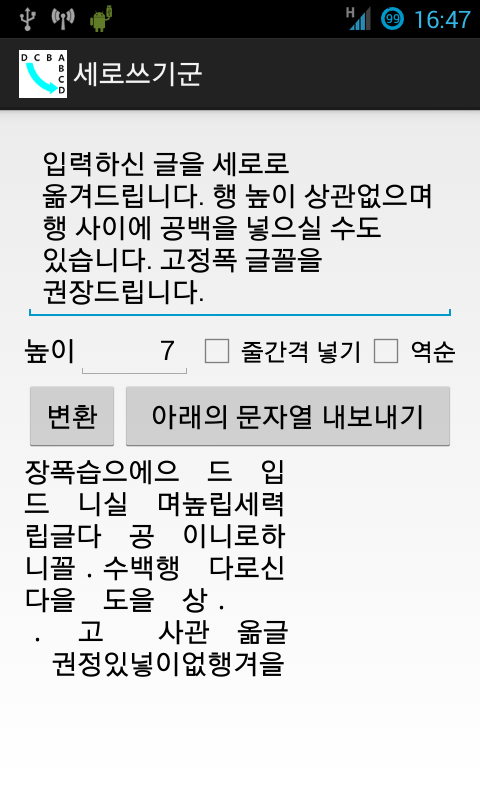 H 99 16:47
D C B A
B
C
D
세로쓰기군
입력하신 글을 세로로
옮겨드립니다. 행 높이 상관없으며
행 사이에 공백을 넣으실 수도
있습니다. 고정폭 글꼴을
권장드립니다.
높이 7 줄간격 넣기 역순
변환 아래의 문자열 내보내기
장폭습으에으　드　입
드　니실　며높립세력
립글다　공　이니로하
니꼴．수백행　다로신
다을　도을　상．
．　고　　사관　옮글
　권정있넣이없행겨을